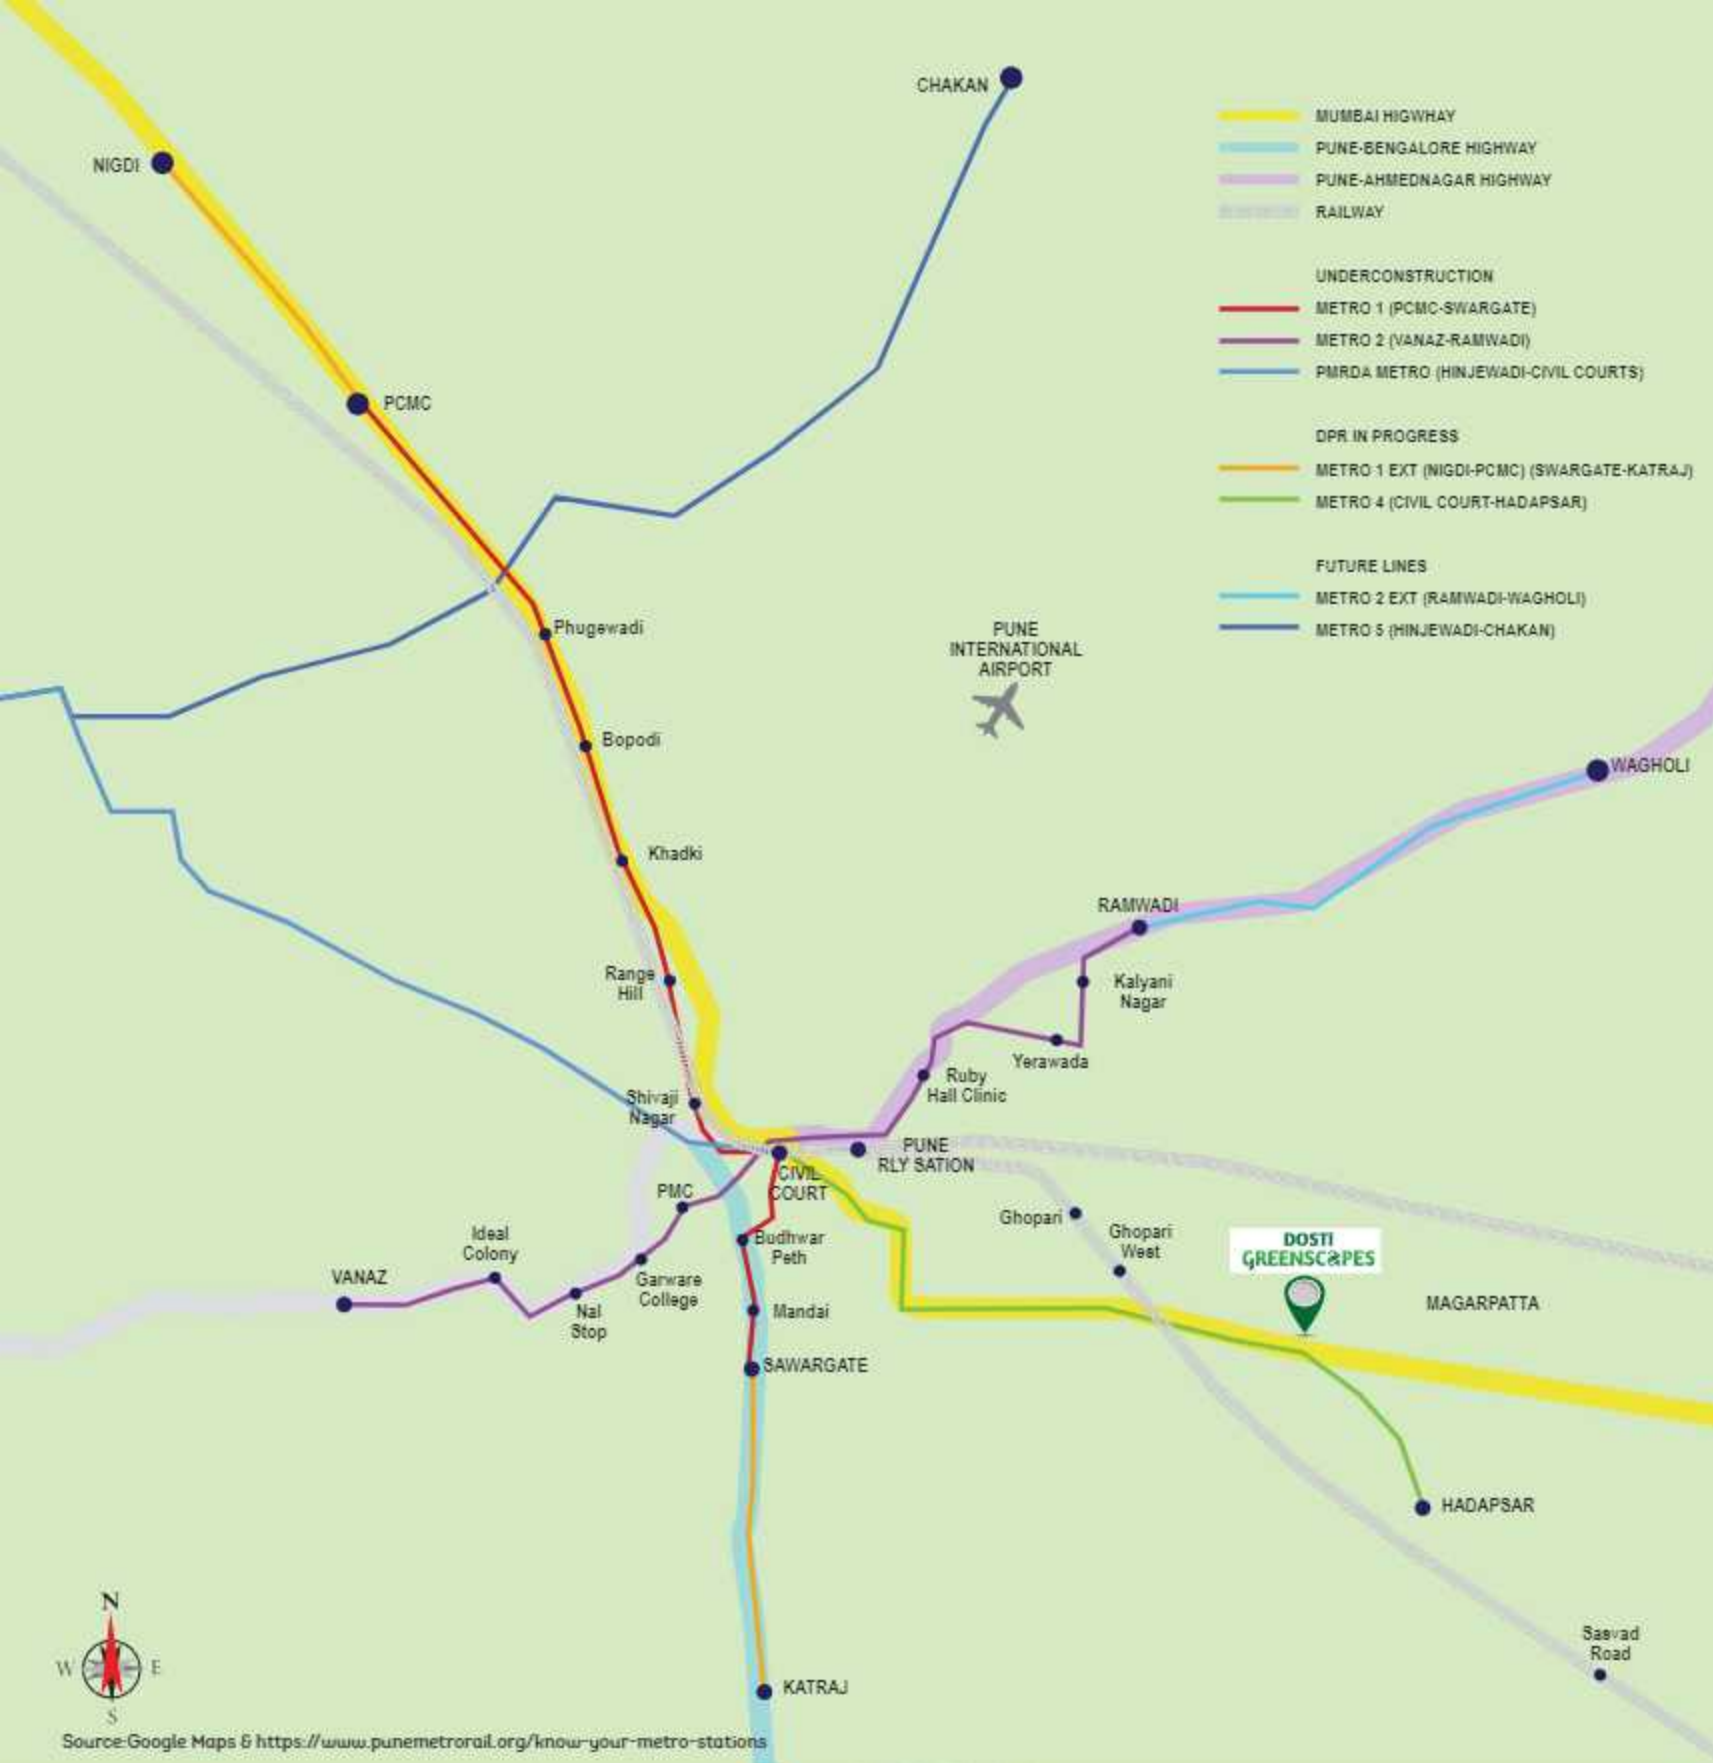 CHAKAN
NIGDI
MUMBAI HIGWHAY
PUNE-BENGALORE HIGHWAY
PUNE-AHMEDNAGAR HIGHWAY
RAILWAY
UNDERCONSTRUCTION
METRO 1 (PCMC-SWARGATE)
METRO 2 (VANAZ-RAMWADI)
PMRDA METRO (HINJEWADI-CIVIL COURTS)
DPR IN PROGRESS
METRO 1 EXT (NIGDI-PCMC) (SWARGATE-KATRAJ)
METRO 4 (CIVIL COURT-HADAPSAR)
FUTURE LINES
METRO 2 EXT (RAMWADI-WAGHOLI)
METRO 5 (HINJEWADI-CHAKAN)
PCMC
Phugewadi
PUNE
INTERNATIONAL
AIRPORT
Bopodi
WAGHOLI
Khadki
RAMWADI
Range
Hill
Kalyani
Nagar
Yerawada
Ruby
Hall Clinic
Shivaji
Nagar
PUNE
RLY SATION
CIVIL
COURT
PMC
Ghopari
Ghopari
West
Ideal
Colony
Budhwar
Peth
DOSTI
GREENSCAPES
VANAZ
Garware
College
Nal
Stop
Mandai
MAGARPATTA
SAWARGATE
HADAPSAR
Sasvad
Road
KATRAJ
N
W E
S
Source:Google Maps & https://www.punemetrorail.org/know-your-metro-stations